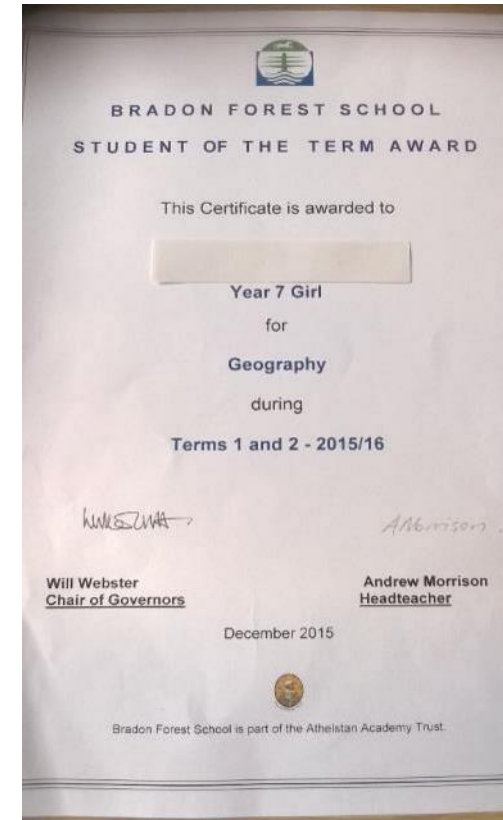 BRADON FOREST SCHOOL
STUDENT OF THE TERM AWARD
This Certificate is awarded to
Year 7 Girl
for
Geography
during
Terms 1 and 2 - 2015/16
AMorrison
Will Webster Andrew Morrison
Chair of Governors Headteacher
December 2015
Bradon Forest School is part of the Athelstan Academy Trust.